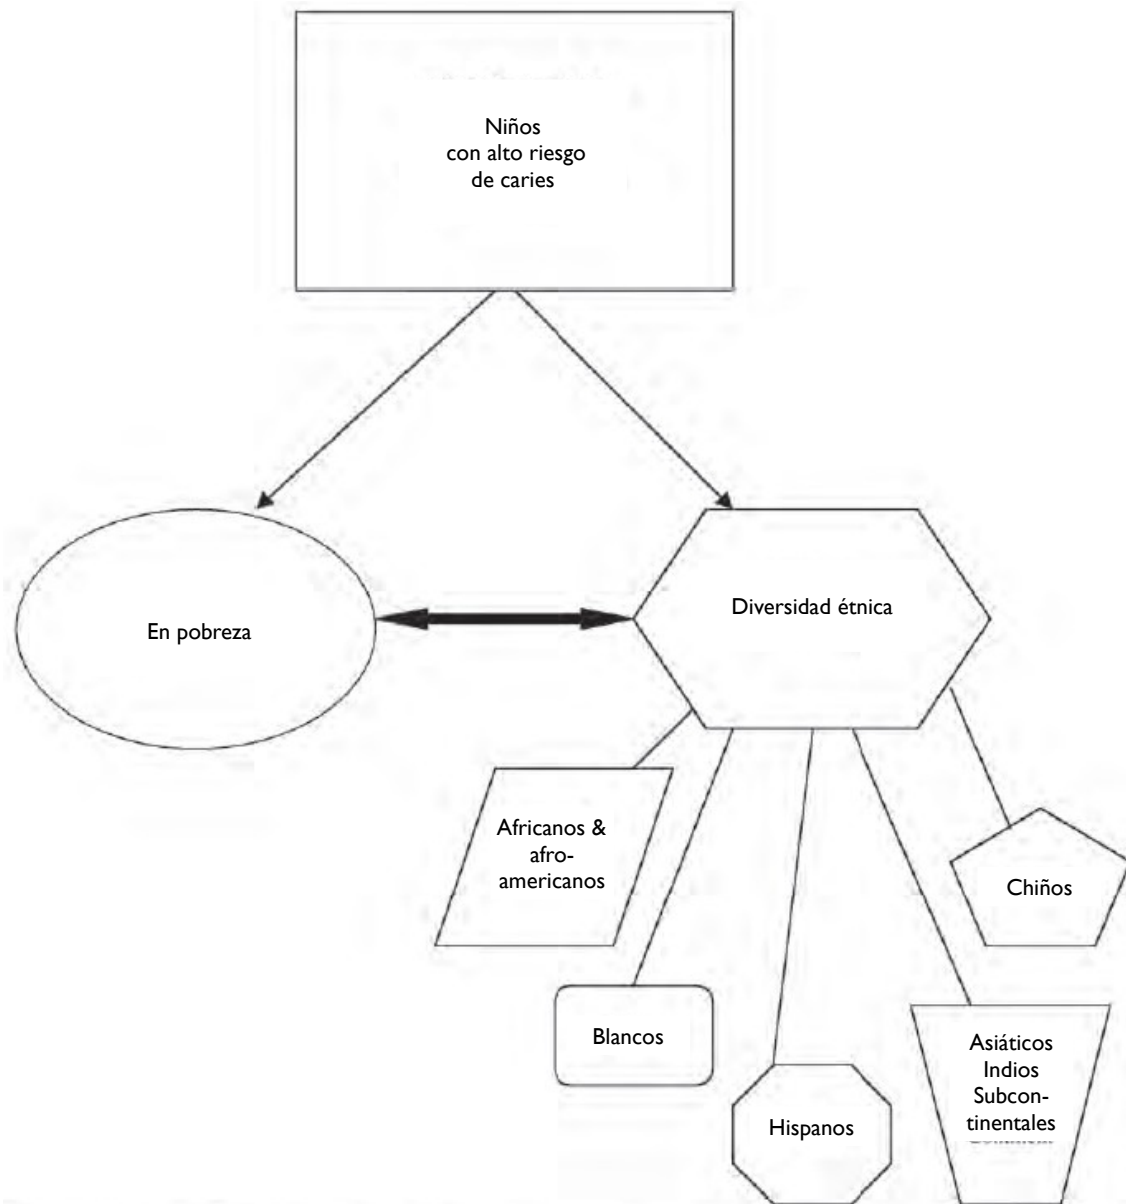 Niños
con alto riesgo
de caries
En pobreza
Diversidad étnica
Africanos &
afro-
americanos
Chiños
Blancos
Hispanos
Asiáticos
Indios
Subcon-
tinentales